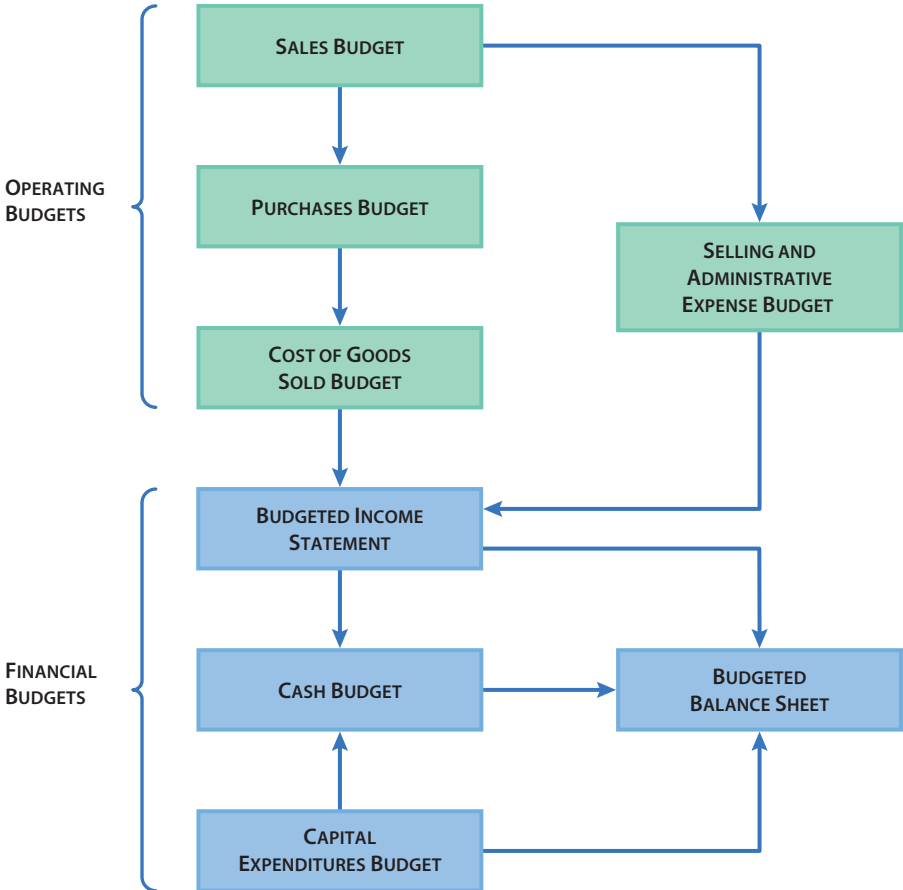 SALES BUDGET
OPERATING
BUDGETS
PURCHASES BUDGET
SELLING AND
ADMINISTRATIVE
EXPENSE BUDGET
COST OF GOODS
SOLD BUDGET
BUDGETED INCOME
STATEMENT
FINANCIAL
BUDGETS
CASH BUDGET
BUDGETED
BALANCE SHEET
CAPITAL
EXPENDITURES BUDGET